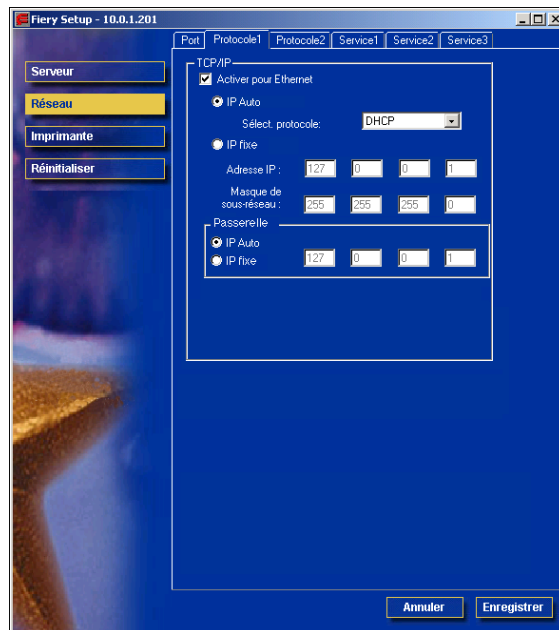 Fiery Setup - 10.0.1.201
Port Protocole1 Protocole2 Service1 Service2 Service3
Serveur
Réseau
Imprimante
Réinitialiser
TCP/IP
Activer pour Ethernet
IP Auto
Sélect. protocole: DHCP
IP fixe
Adresse IP : 127 0 0 1
Masque de
sous-réseau : 255 255 255 0
Passerelle
IP Auto
IP fixe 127 0 0 1
Annuler Enregistrer